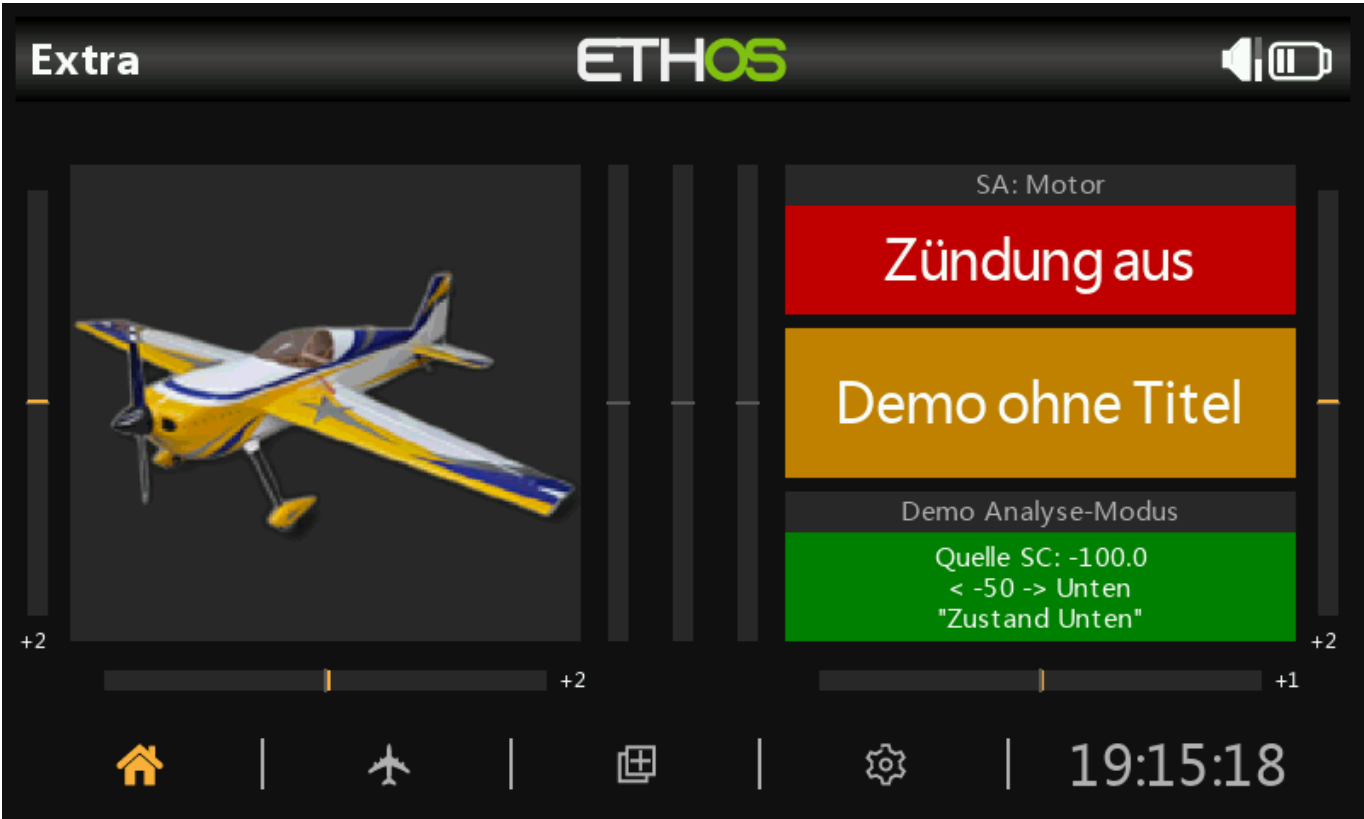 Extra
ETHOS
SA: Motor
Zündung aus
Demo ohne Titel
Demo Analyse-Modus
Quelle SC: -100.0
< -50 -> Unten
"Zustand Unten"
+2
+2
+2
+1
19:15:18